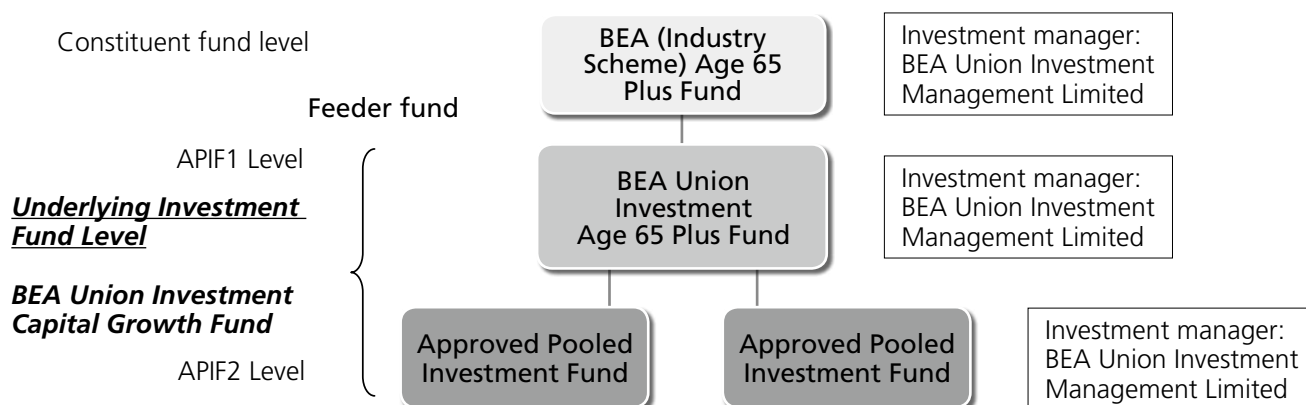 Constituent fund level
BEA (Industry
Scheme) Age 65
Plus Fund
Investment manager:
BEA Union Investment
Management Limited
Feeder fund
APIF1 Level
BEA Union
Investment
Age 65 Plus Fund
Investment manager:
BEA Union Investment
Management Limited
Underlying Investment
Fund Level
BEA Union Investment
Capital Growth Fund
APIF2 Level
Approved Pooled
Investment Fund
Approved Pooled
Investment Fund
Investment manager:
BEA Union Investment
Management Limited